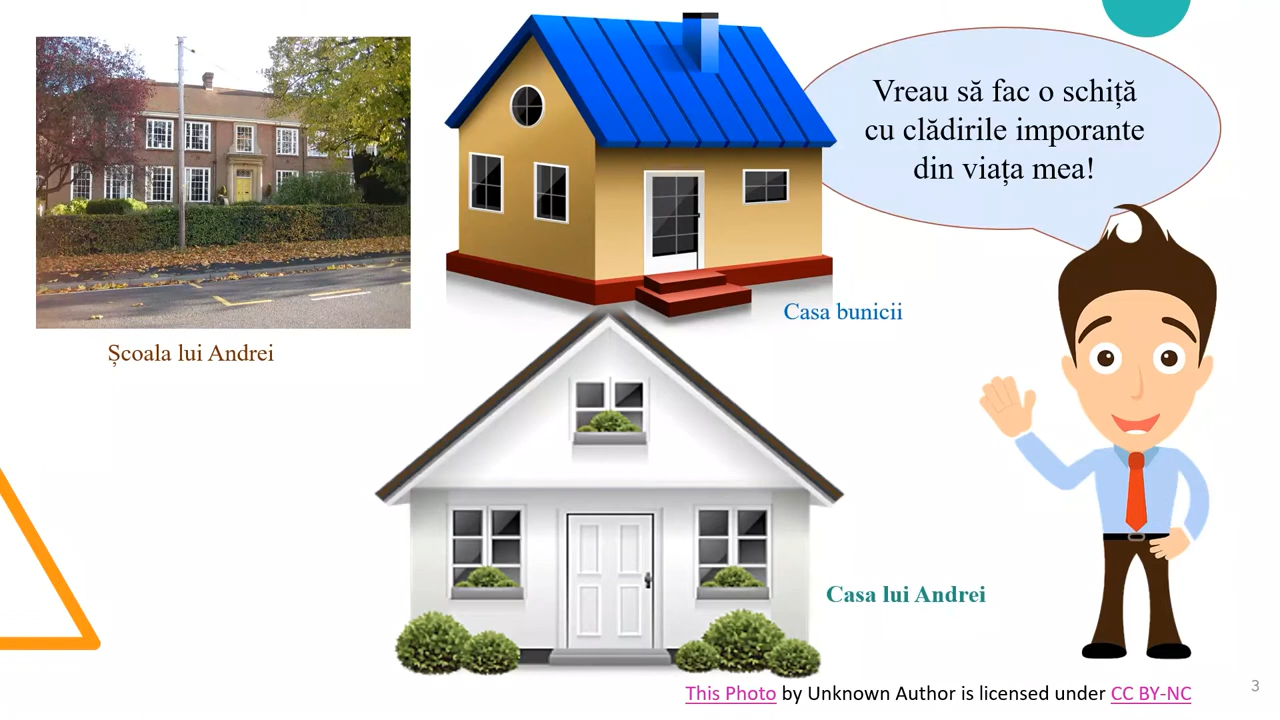 Vreau să fac o schiță
cu clădirile imporante
din viața mea!
Casa bunicii
Școala lui Andrei
Casa lui Andrei
This Photo by Unknown Author is licensed under CC BY-NC
3